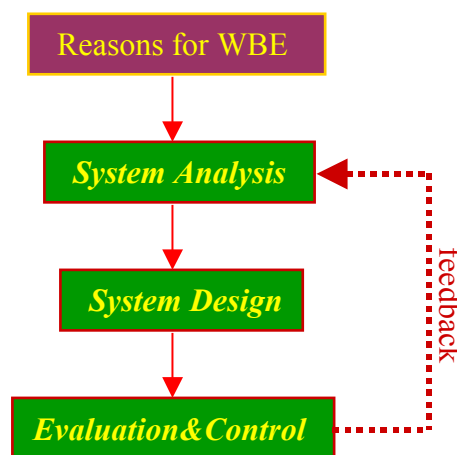 Reasons for WBE
System Analysis
System Design
Evaluation&Control
feedback